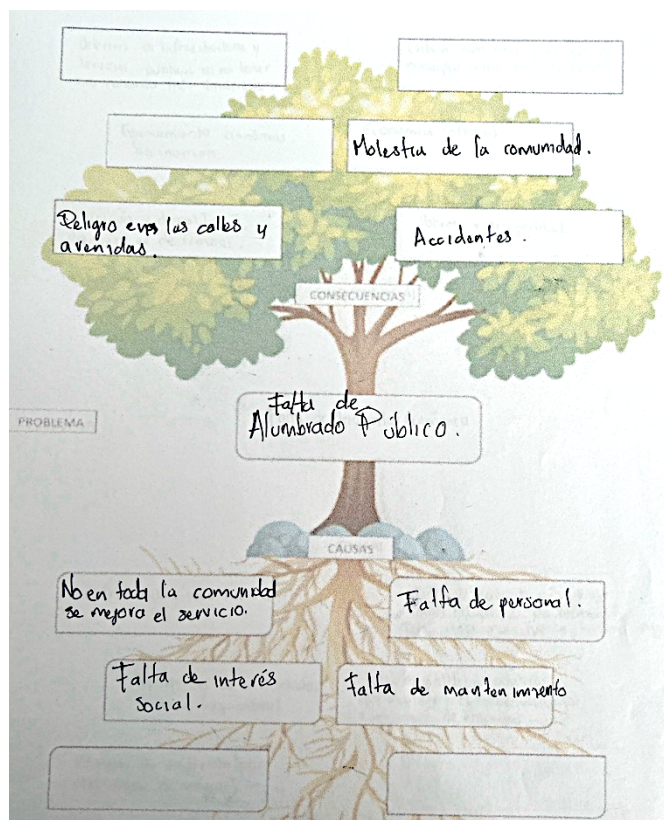 Molestia de la comunidad.
Peligro en las calles y
avenidas.
Accidentes.
CONSECUENCIAS
Falta de
Alumbrado Público.
PROBLEMA
CAUSAS
No en toda la comunidad
se mejora el servicio.
Falta de personal.
Falta de interés
social.
Falta de mantenimiento